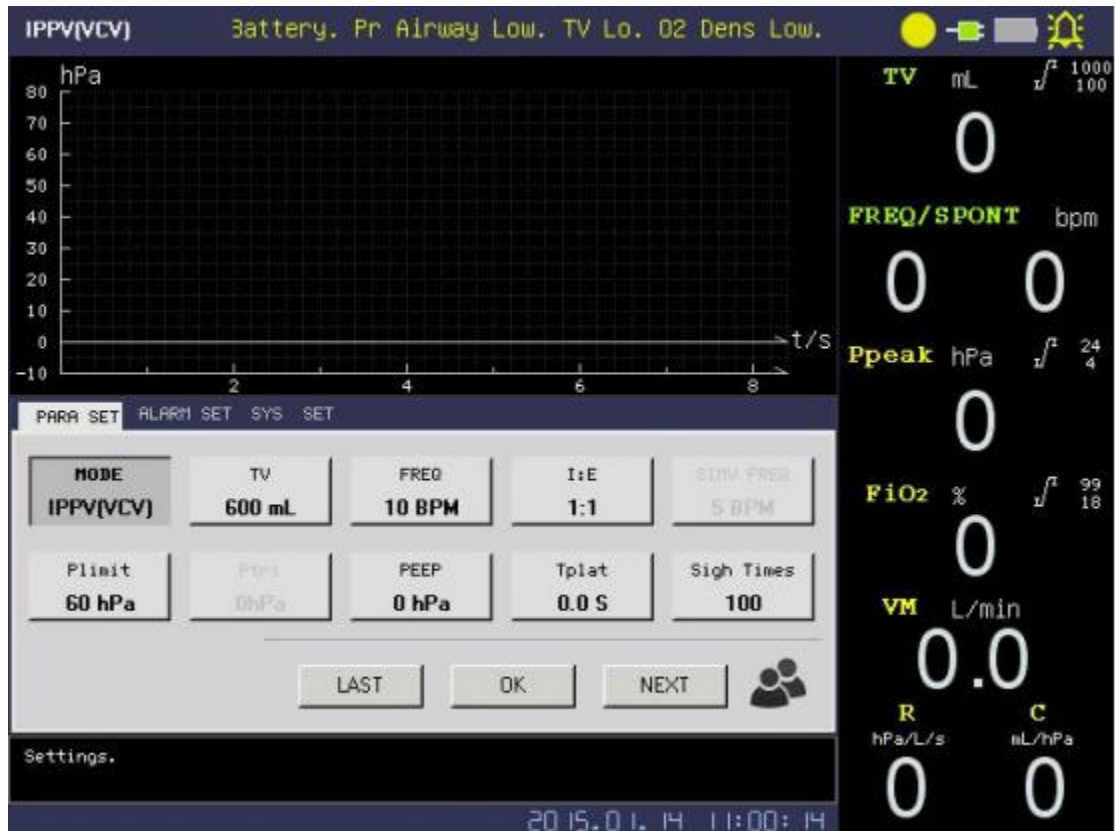 IPPV(VCV) Battery. Pr Airway Low. TV Lo. O2 Dens Low.
hPa
80
70
60
50
40
30
20
10
0
-10
t/s
2 4 6 8
TV mL 1000
100
0
FREQ/SPONT bpm
0 0
Ppeak hPa 24
4
0
FiO2 % 99
18
0
VM L/min
0.0
R C
hPa/L/s mL/hPa
0 0
PARA SET ALARM SET SYS SET
MODE TV FREQ I:E SIMV FREQ
IPPV(VCV) 600 mL 10 BPM 1:1 5 BPM
Plimit Ptri PEEP Tplat Sigh Times
60 hPa 0hPa 0 hPa 0.0 S 100
LAST OK NEXT
Settings.
2015.01.14 11:00:14